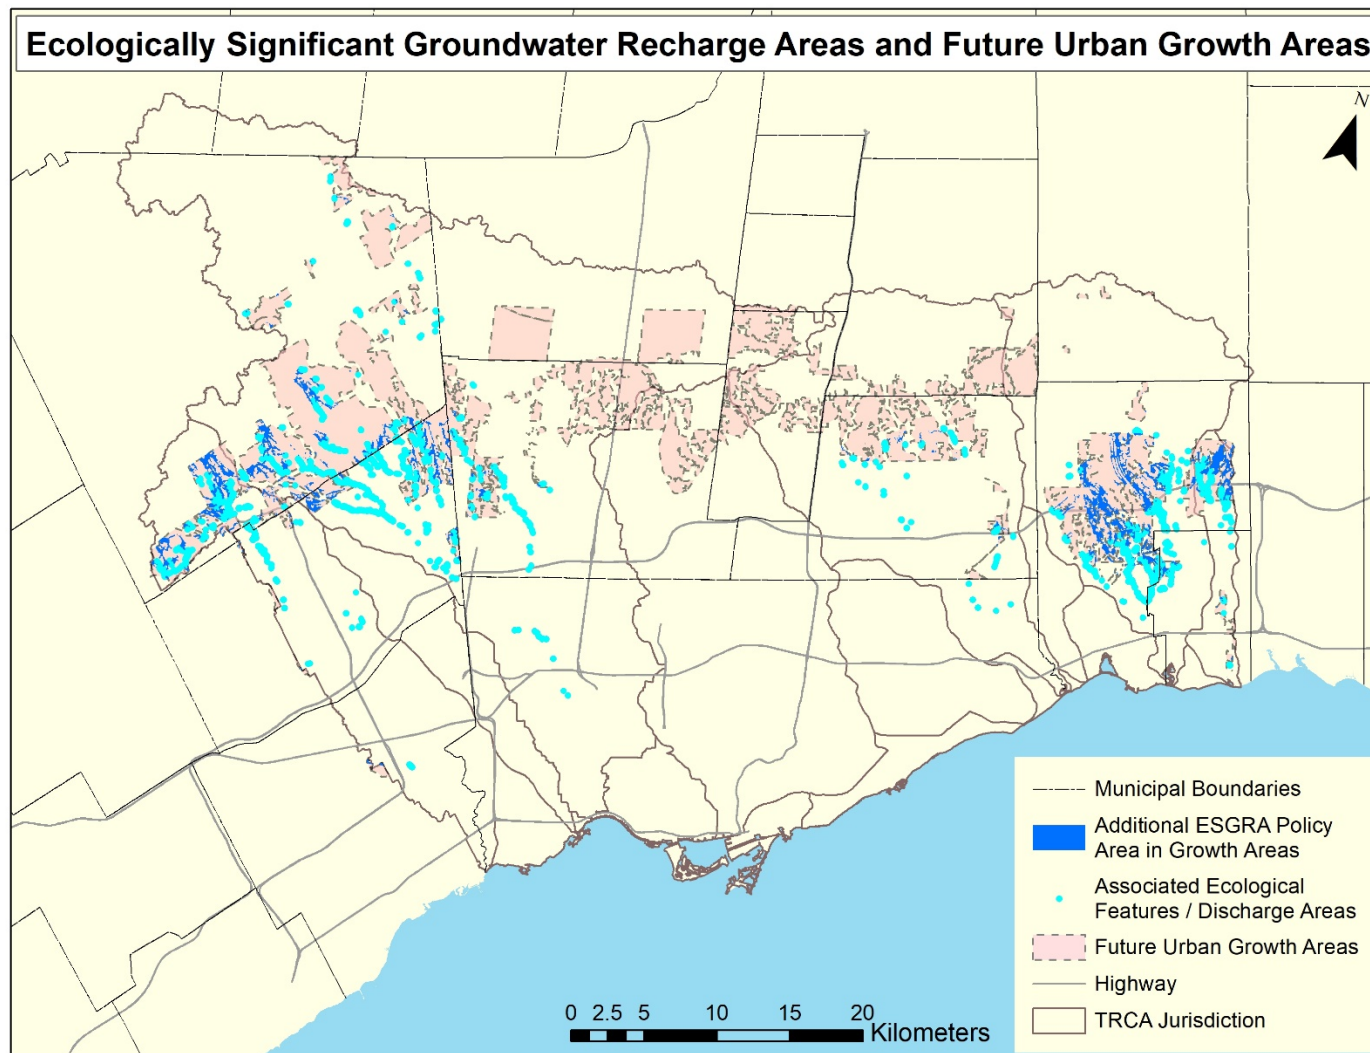 Ecologically Significant Groundwater Recharge Areas and Future Urban Growth Areas
N
Municipal Boundaries
Additional ESGRA Policy
Area in Growth Areas
Associated Ecological
Features / Discharge Areas
Future Urban Growth Areas
Highway
TRCA Jurisdiction
0 2.5 5 10 15 20
Kilometers